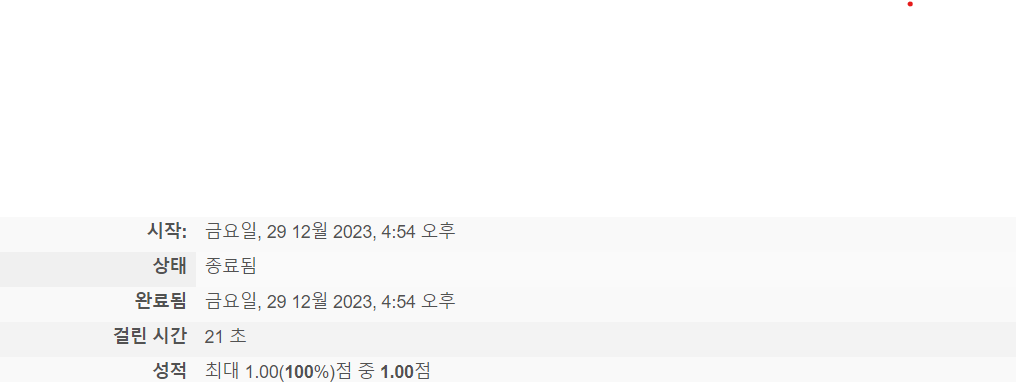 시작: 금요일, 29 12월 2023, 4:54 오후
상태 종료됨
완료됨 금요일, 29 12월 2023, 4:54 오후
걸린 시간 21 초
성적 최대 1.00(100%)점 중 1.00점